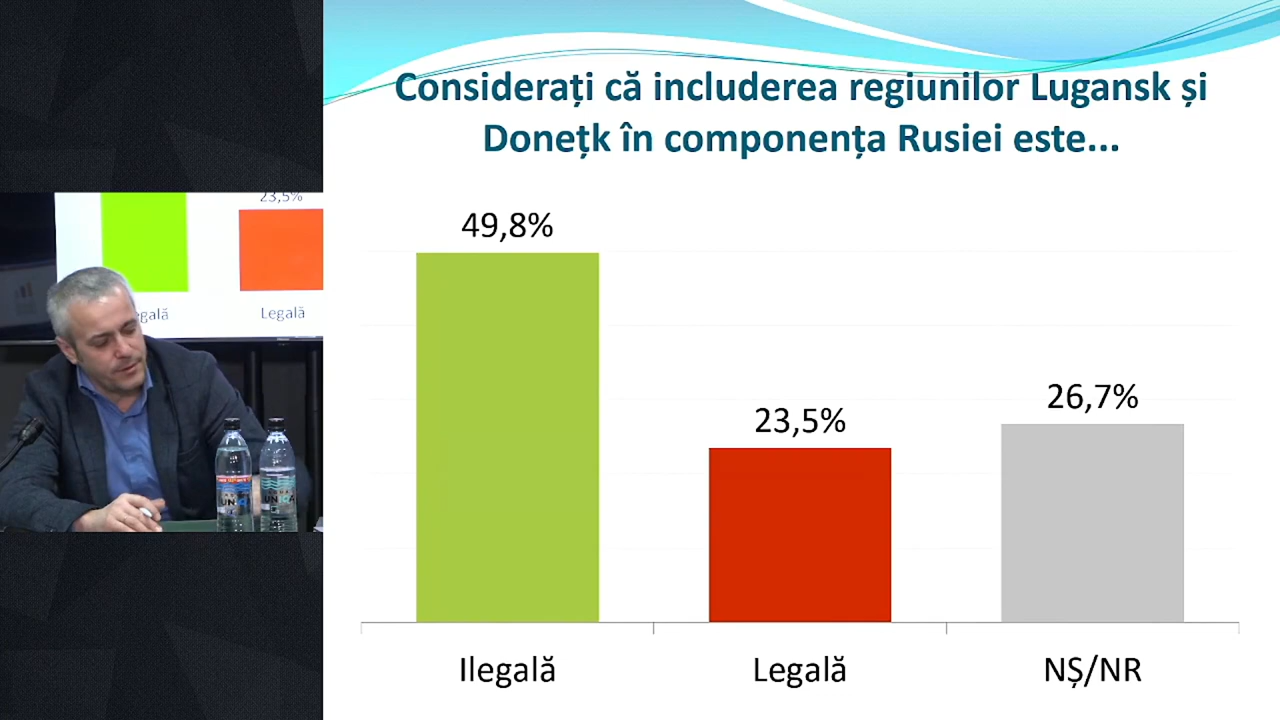 Considerați că includerea regiunilor Lugansk și
Donețk în componența Rusiei este...
49,8%
23,5%
26,7%
Ilegală
Legală
NȘ/NR
23,5%
egală
Legală